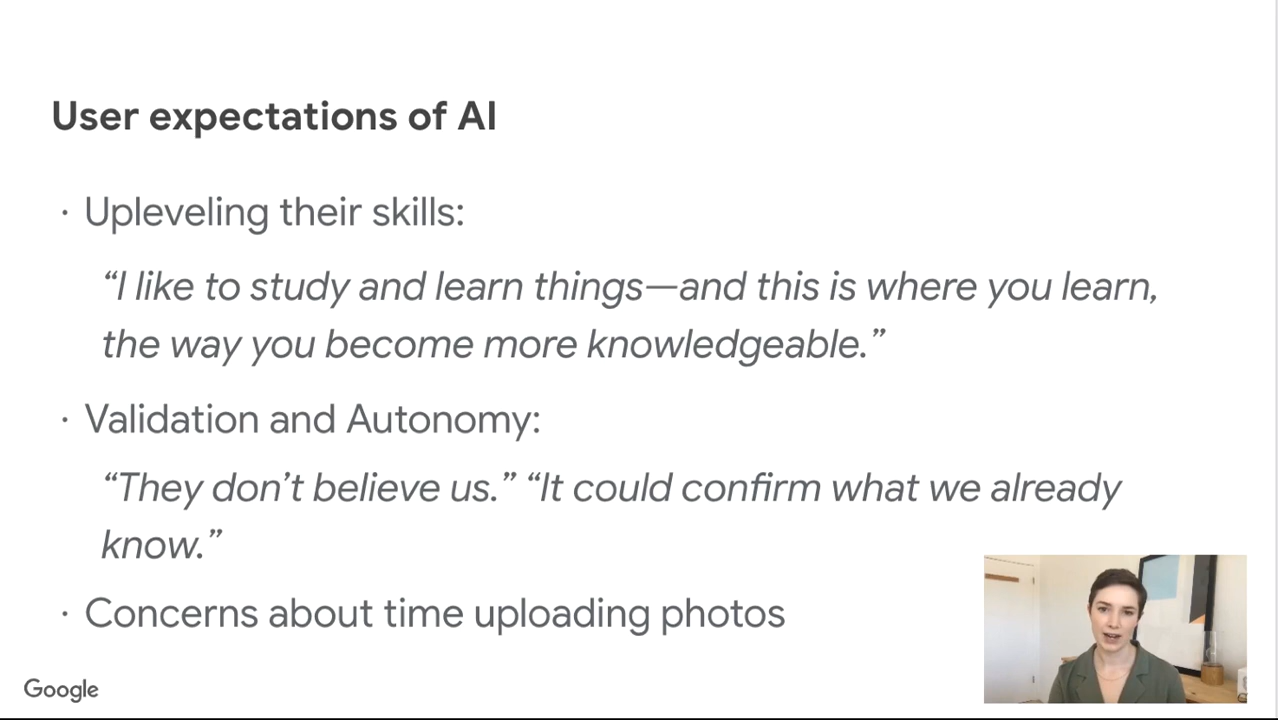 User expectations of AI
· Upleveling their skills:
“I like to study and learn things—and this is where you learn,
the way you become more knowledgeable.”
· Validation and Autonomy:
“They don’t believe us.” “It could confirm what we already
know.”
· Concerns about time uploading photos
Google